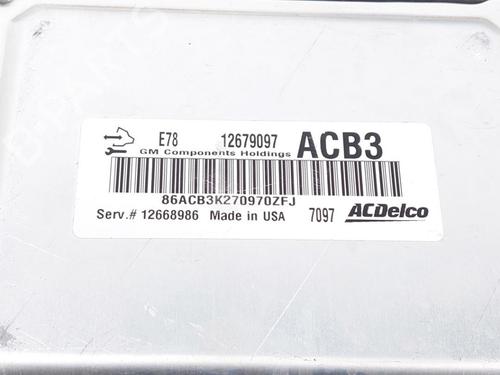 E78 12679097 ACB3
GM Components Holdings
86ACB3K270970ZFJ
Serv.# 12668986 Made in USA 7097 ACDelco